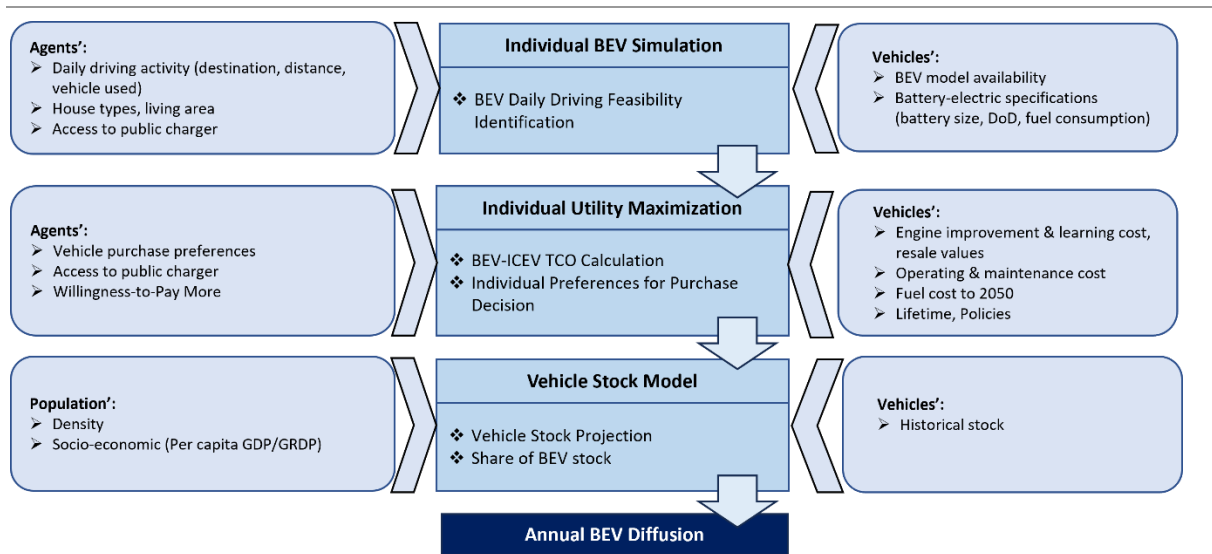 Agents':
➢ Daily driving activity (destination, distance,
vehicle used)
➢ House types, living area
➢ Access to public charger
Individual BEV Simulation
❖ BEV Daily Driving Feasibility
Identification
Vehicles':
➢ BEV model availability
➢ Battery-electric specifications
(battery size, DoD, fuel consumption)
Agents':
➢ Vehicle purchase preferences
➢ Access to public charger
➢ Willingness-to-Pay More
Individual Utility Maximization
❖ BEV-ICEV TCO Calculation
❖ Individual Preferences for Purchase
Decision
Vehicles':
➢ Engine improvement & learning cost,
resale values
➢ Operating & maintenance cost
➢ Fuel cost to 2050
➢ Lifetime, Policies
Population':
➢ Density
➢ Socio-economic (Per capita GDP/GRDP)
Vehicle Stock Model
❖ Vehicle Stock Projection
❖ Share of BEV stock
Vehicles':
➢ Historical stock
Annual BEV Diffusion